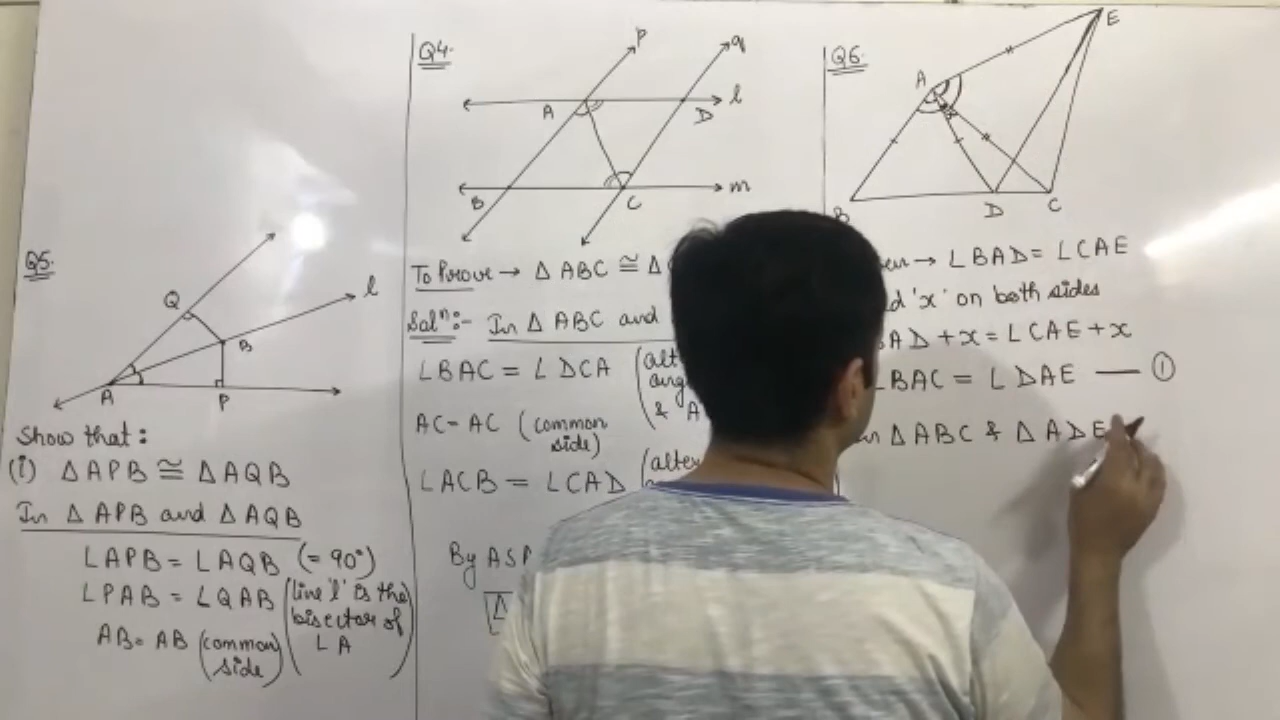 Q5.
Q
l
B
A
P
Show that:
(i) △ APB ≅ △ AQB
In △ APB and △ AQB
∠APB = ∠AQB (= 90°)
∠PAB = ∠QAB (line 'l' is the
bisector of
∠A)
AB = AB (common
side)
Q4.
P
q
A
D
l
B
C
m
To Prove → △ ABC ≅ △
Solⁿ:- In △ ABC and
∠BAC = ∠DCA
AC = AC (common
side)
∠ACB = ∠CAD
By
Q6.
E
A
x
B
D
C
→ ∠BAD = ∠CAE
'x' on both sides
+ x = ∠CAE + x
∠BAC = ∠DAE — ①
△ ABC & △ ADE